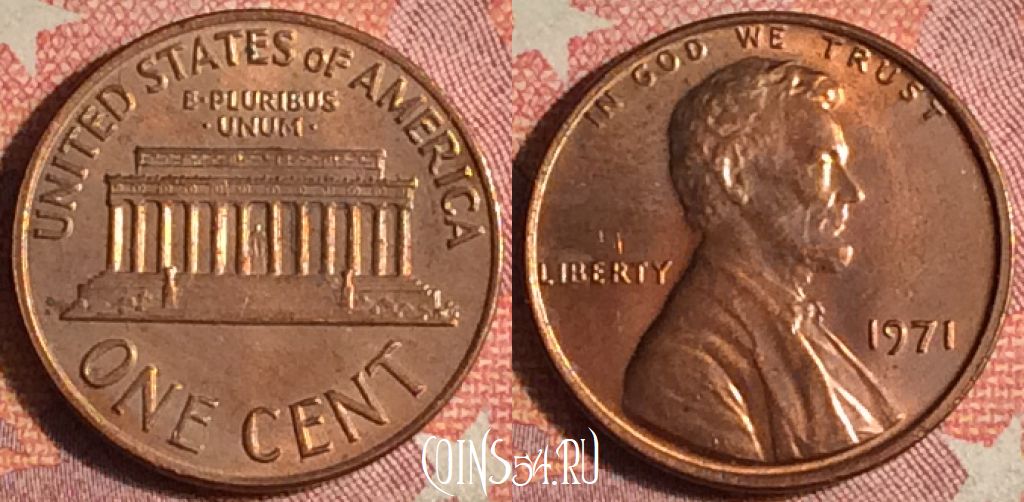 UNITED STATES OF AMERICA
E·PLURIBUS
·UNUM·
ONE CENT
IN GOD WE TRUST
LIBERTY
1971
COINS54.RU